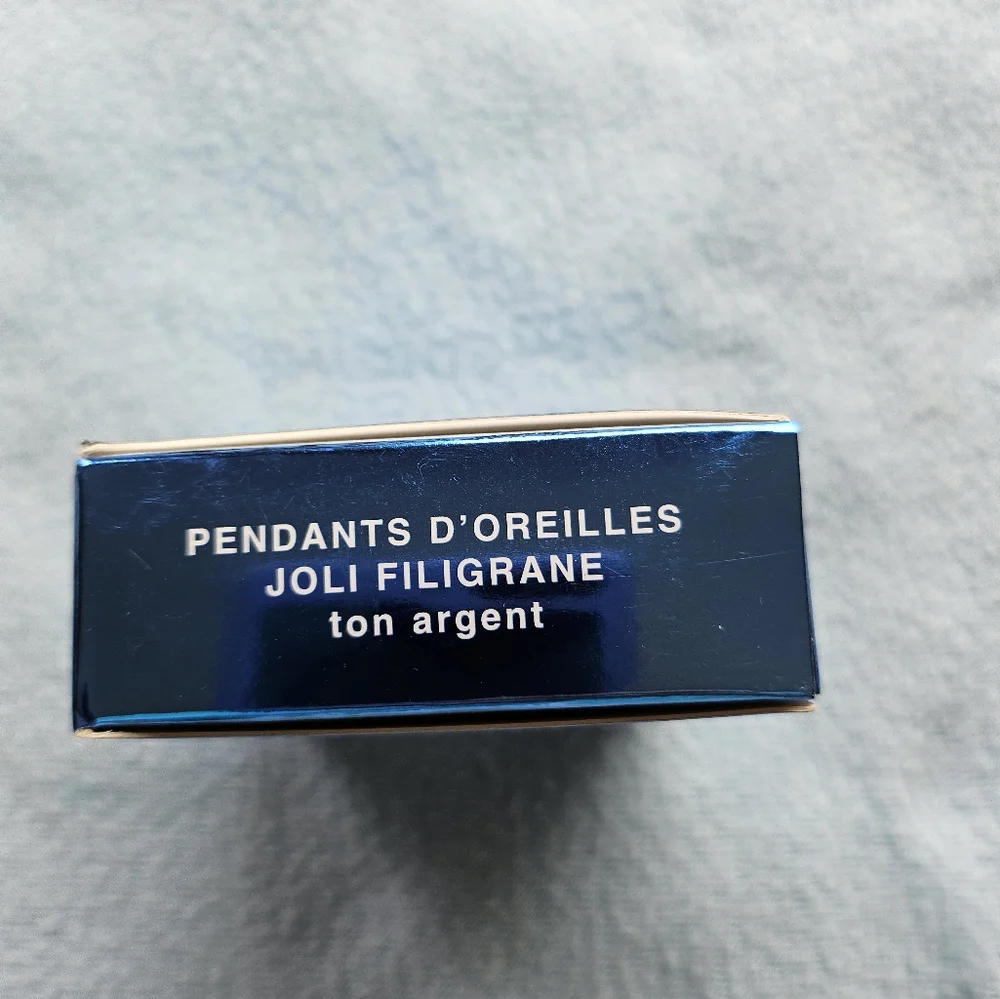 PENDANTS D’OREILLES
JOLI FILIGRANE
ton argent